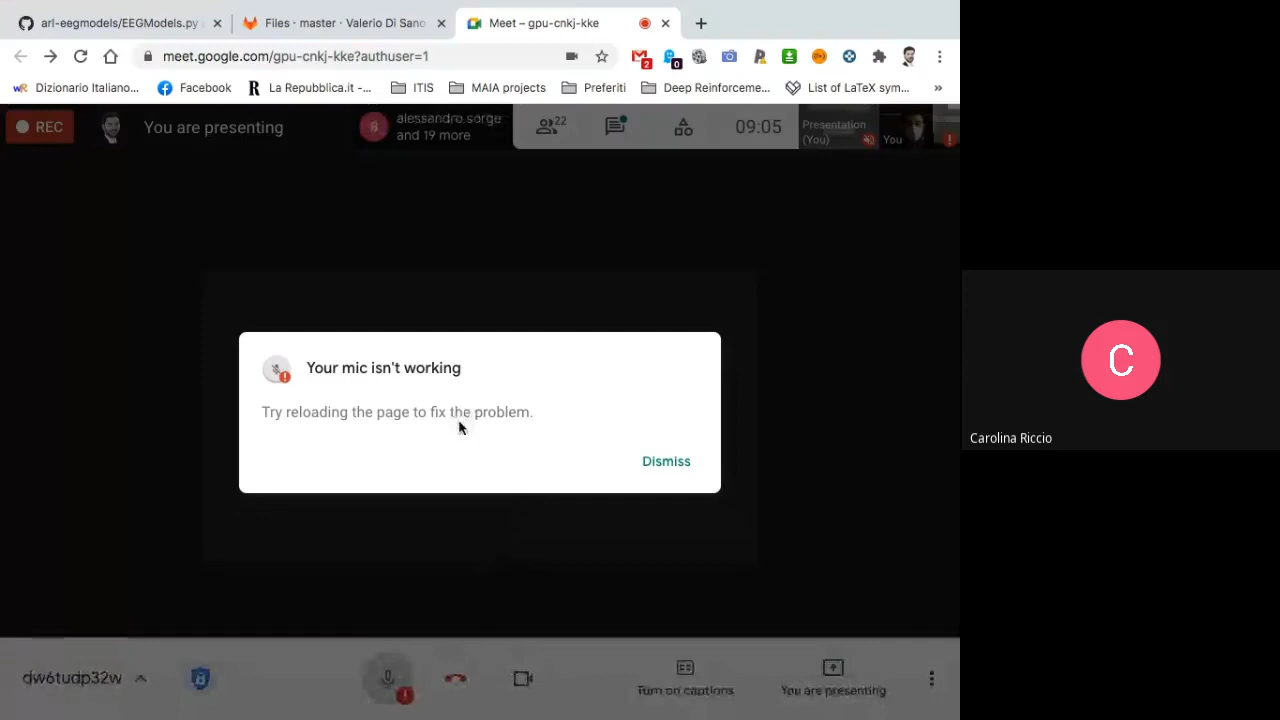 arl-eegmodels/EEGModels.py
Files · master · Valerio Di Sano
Meet – gpu-cnkj-kke
meet.google.com/gpu-cnkj-kke?authuser=1
2
0
wR Dizionario Italiano...
Facebook
R La Repubblica.it -...
ITIS
MAIA projects
Preferiti
Deep Reinforceme...
List of LaTeX sym...
»
REC
You are presenting
alessandro.sorge
and 19 more
22
09:05
Presentation
(You)
You
Your mic isn't working
Try reloading the page to fix the problem.
Dismiss
C
Carolina Riccio
dw6tudp32w
Turn on captions
You are presenting